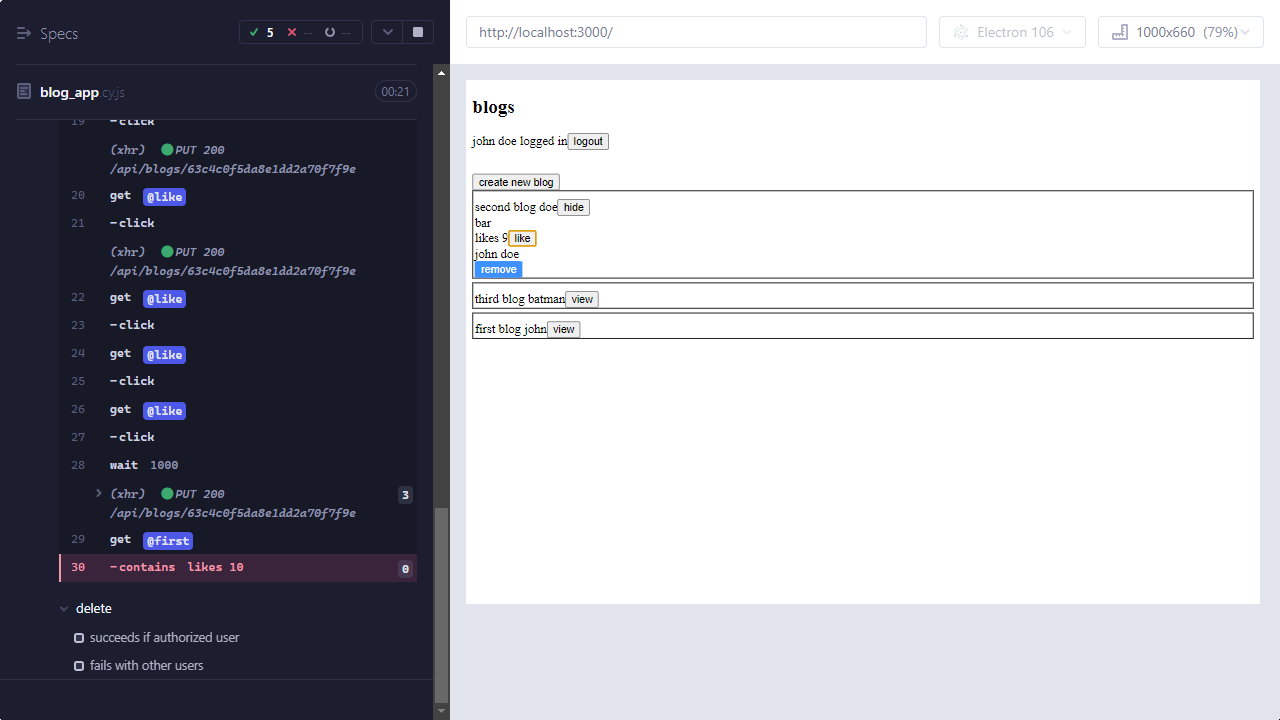 Specs
5
--
--
blog_app.cy.js
00:21
19 -click
(xhr) PUT 200
/api/blogs/63c4c0f5da8e1dd2a70f7f9e
20 get @like
21 -click
(xhr) PUT 200
/api/blogs/63c4c0f5da8e1dd2a70f7f9e
22 get @like
23 -click
24 get @like
25 -click
26 get @like
27 -click
28 wait 1000
(xhr) PUT 200 3
/api/blogs/63c4c0f5da8e1dd2a70f7f9e
29 get @first
30 -contains likes 10 0
delete
succeeds if authorized user
fails with other users
http://localhost:3000/
Electron 106
1000x660 (79%)
blogs
john doe logged in logout
create new blog
second blog doe hide
bar
likes 9 like
john doe
remove
third blog batman view
first blog john view